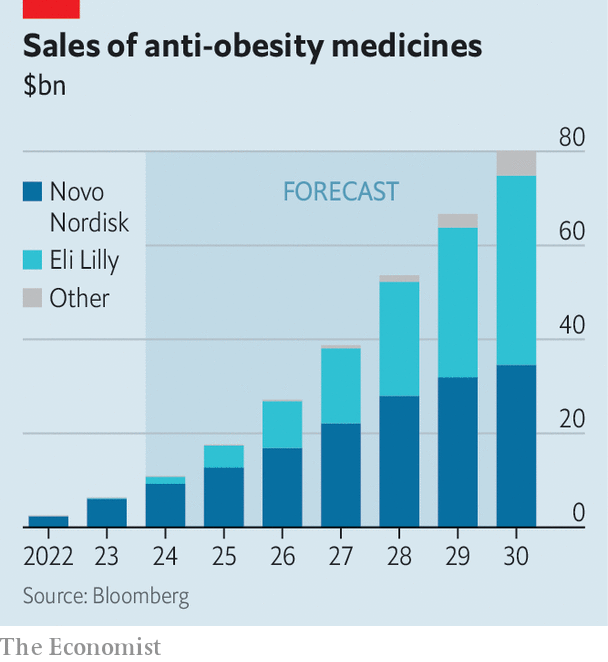 Sales of anti-obesity medicines
$bn
80
FORECAST
Novo
Nordisk
Eli Lilly
Other
60
40
20
0
2022 23 24 25 26 27 28 29 30
Source: Bloomberg
The Economist